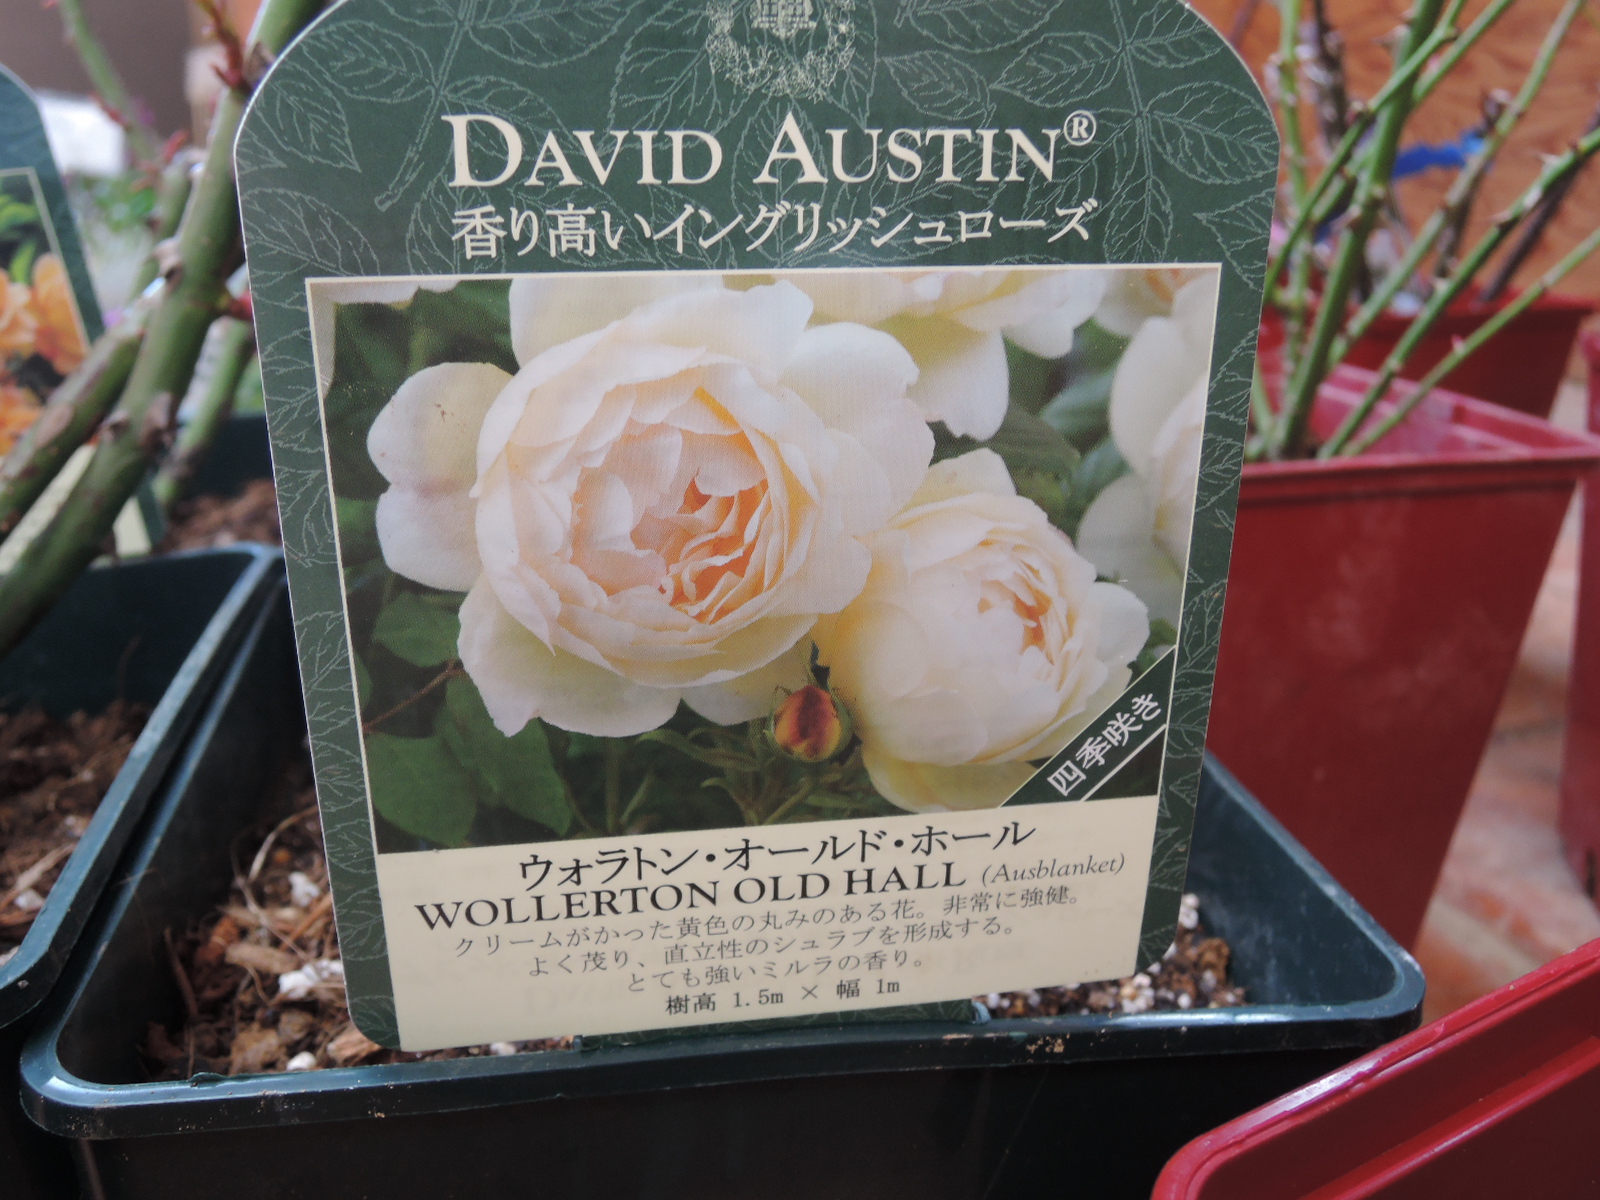 DAVID AUSTIN®
香り高いイングリッシュローズ
四季咲き
ウォラトン・オールド・ホール
WOLLERTON OLD HALL (Ausblanket)
クリームがかった黄色の丸みのある花。非常に強健。
よく茂り、直立性のシュラブを形成する。
とても強いミルラの香り。
樹高 1.5m × 幅 1m